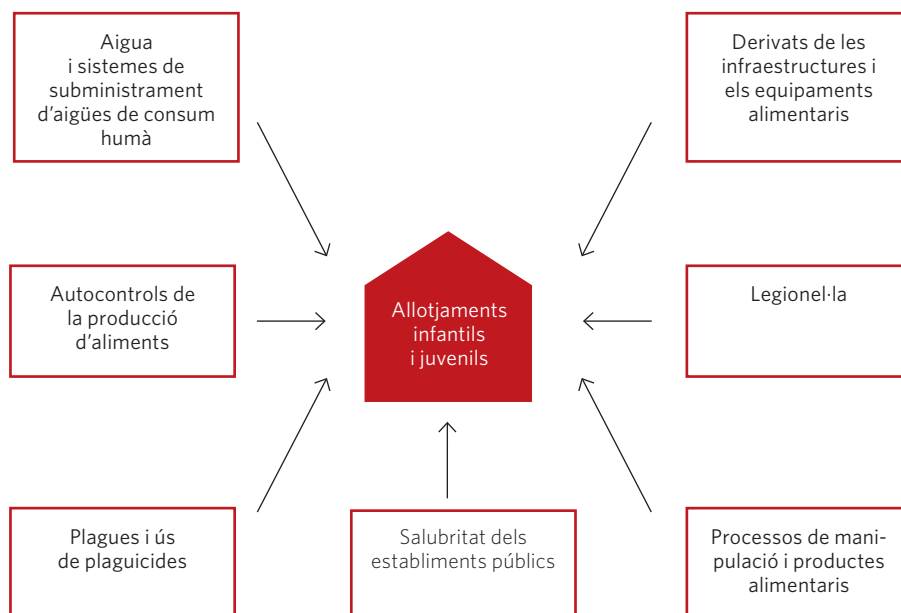 Aigua
i sistemes de
subministrament
d'aigües de consum
humà
Derivats de les
infraestructures i
els equipaments
alimentaris
Autocontrols de
la producció
d'aliments
Allotjaments
infantils
i juvenils
Legionel·la
Plagues i ús
de plaguicides
Salubritat dels
establiments públics
Processos de mani-
pulació i productes
alimentaris